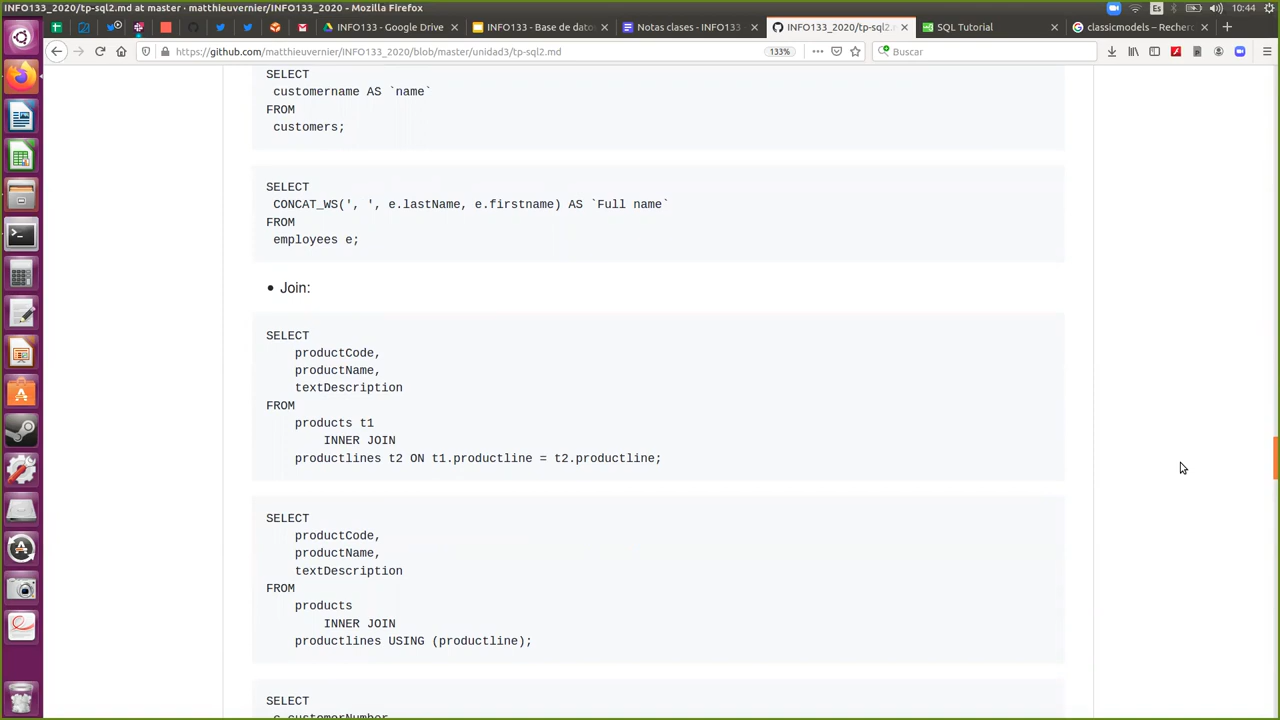 INFO133_2020/tp-sql2.md at master · matthieuvernier/INFO133_2020 - Mozilla Firefox
Es
10:44
INFO133 - Google Drive
INFO133 - Base de dato
Notas clases - INFO133
INFO133_2020/tp-sql2.
SQL Tutorial
classicmodels – Recherc
https://github.com/matthieuvernier/INFO133_2020/blob/master/unidad3/tp-sql2.md
133%
Buscar
SELECT
customername AS `name`
FROM
customers;
SELECT
CONCAT_WS(', ', e.lastName, e.firstname) AS `Full name`
FROM
employees e;
• Join:
SELECT
productCode,
productName,
textDescription
FROM
products t1
INNER JOIN
productlines t2 ON t1.productline = t2.productline;
SELECT
productCode,
productName,
textDescription
FROM
products
INNER JOIN
productlines USING (productline);
SELECT
c.customerNumber,